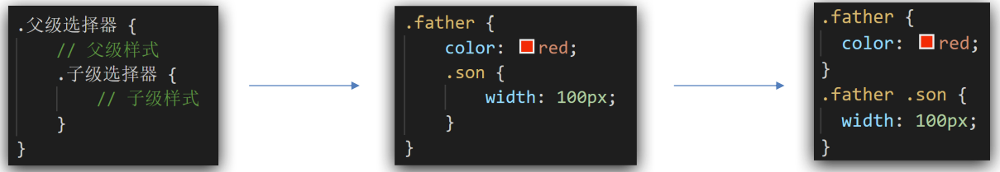 .父级选择器 {
    // 父级样式
    .子级选择器 {
        // 子级样式
    }
}
.father {
    color: red;
    .son {
        width: 100px;
    }
}
.father {
  color: red;
}
.father .son {
  width: 100px;
}